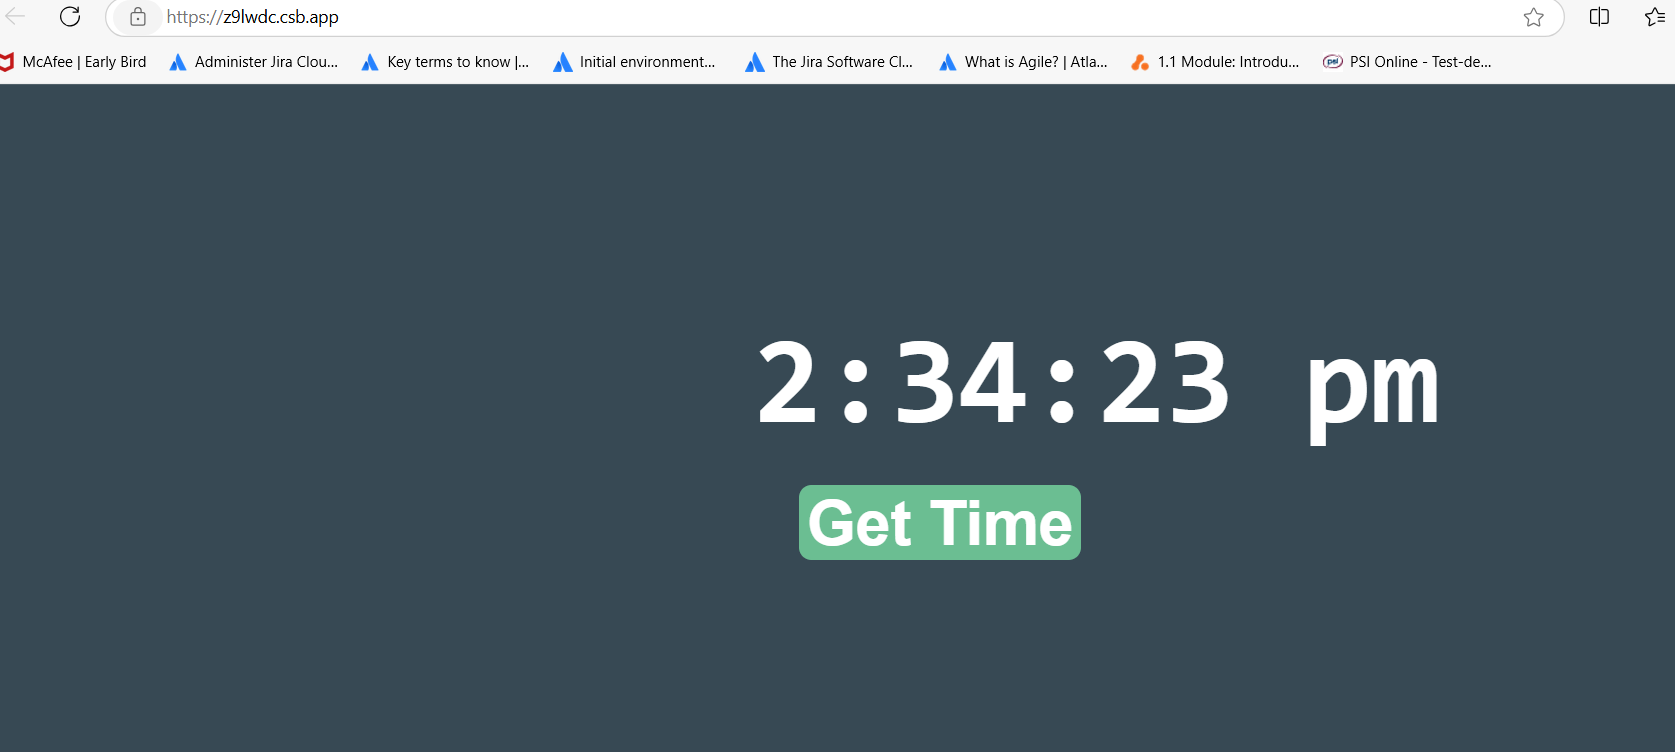 https://z9lwdc.csb.app
McAfee | Early Bird Administer Jira Clou... Key terms to know |... Initial environment... The Jira Software Cl... What is Agile? | Atla... 1.1 Module: Introdu... psi PSI Online - Test-de...
2:34:23 pm
Get Time